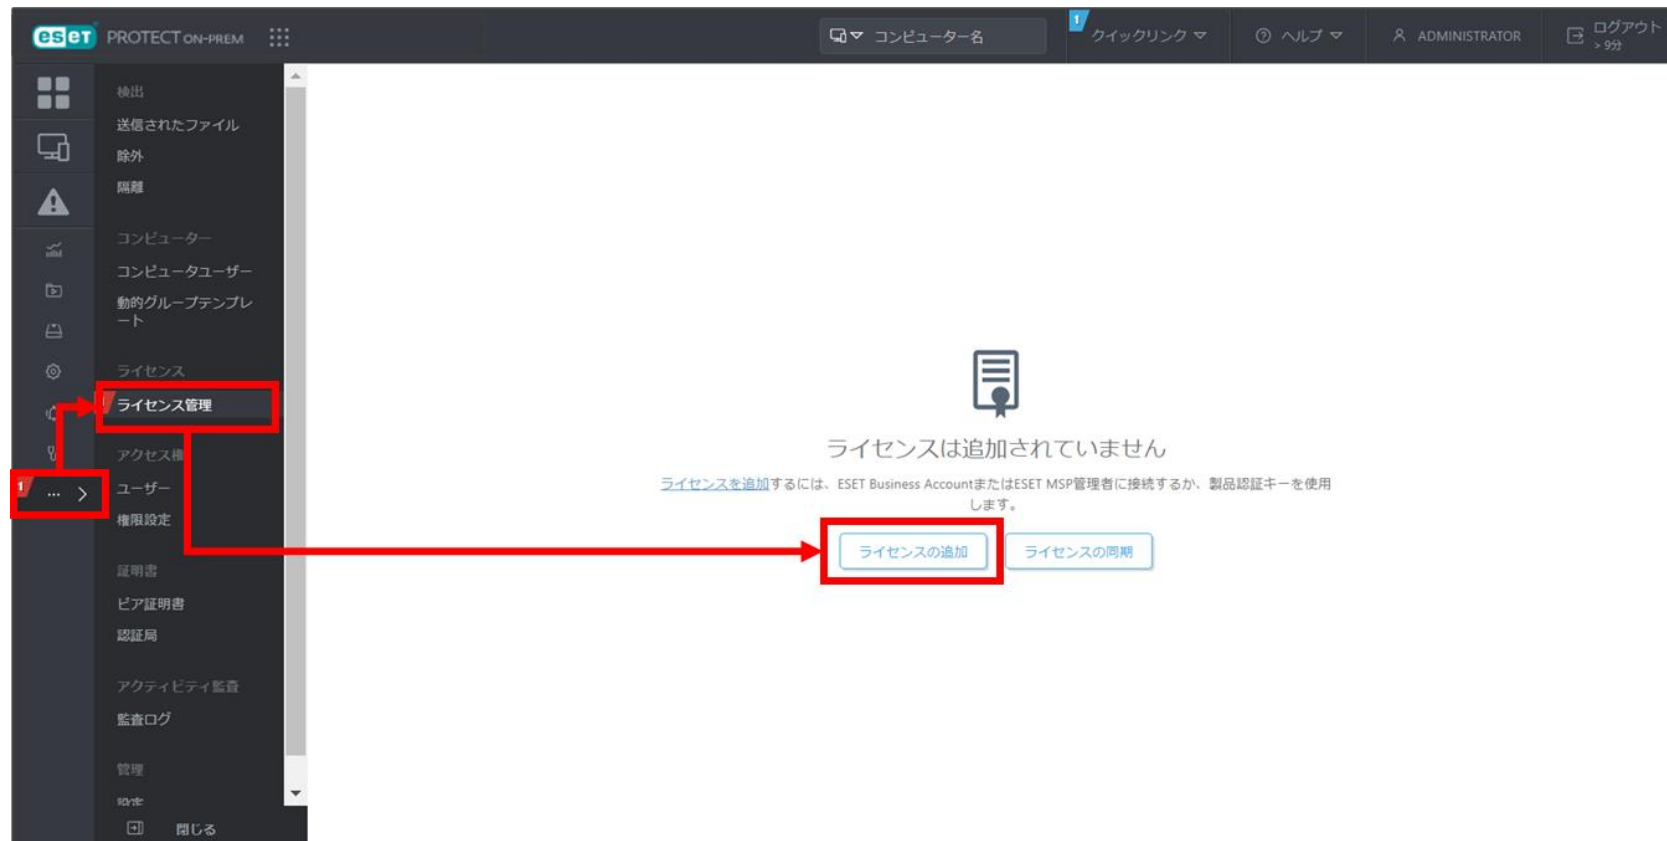 eset PROTECT ON-PREM
コンピューター名
1
クイックリンク
ヘルプ
ADMINISTRATOR
ログアウト
> 9分
検出
送信されたファイル
除外
隔離
コンピューター
コンピュータユーザー
動的グループテンプレ
ート
ライセンス
ライセンス管理
アクセス権
1 ...
ユーザー
権限設定
証明書
ピア証明書
認証局
アクティビティ監査
監査ログ
管理
設定
閉じる
ライセンスは追加されていません
ライセンスを追加するには、ESET Business AccountまたはESET MSP管理者に接続するか、製品認証キーを使用
します。
ライセンスの追加
ライセンスの同期